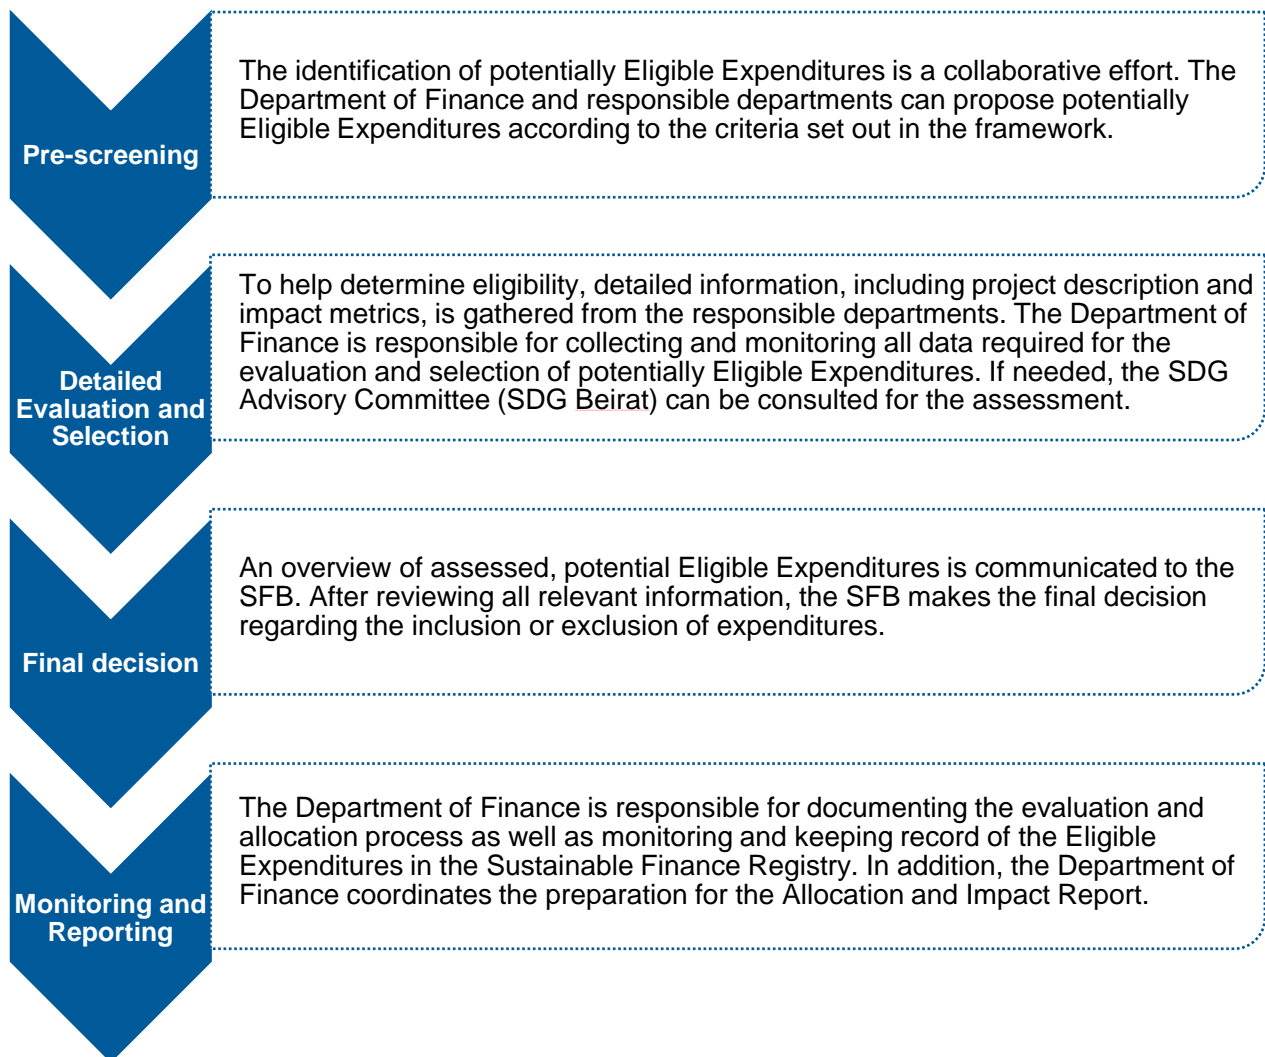 Pre-screening
The identification of potentially Eligible Expenditures is a collaborative effort. The
Department of Finance and responsible departments can propose potentially
Eligible Expenditures according to the criteria set out in the framework.
Detailed
Evaluation and
Selection
To help determine eligibility, detailed information, including project description and
impact metrics, is gathered from the responsible departments. The Department of
Finance is responsible for collecting and monitoring all data required for the
evaluation and selection of potentially Eligible Expenditures. If needed, the SDG
Advisory Committee (SDG Beirat) can be consulted for the assessment.
Final decision
An overview of assessed, potential Eligible Expenditures is communicated to the
SFB. After reviewing all relevant information, the SFB makes the final decision
regarding the inclusion or exclusion of expenditures.
Monitoring and
Reporting
The Department of Finance is responsible for documenting the evaluation and
allocation process as well as monitoring and keeping record of the Eligible
Expenditures in the Sustainable Finance Registry. In addition, the Department of
Finance coordinates the preparation for the Allocation and Impact Report.